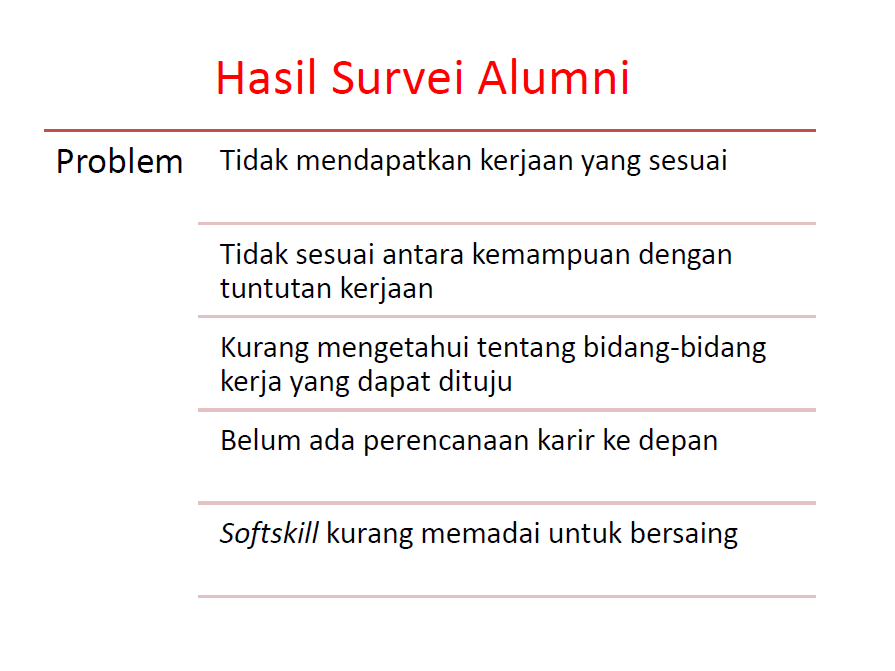 Hasil Survei Alumni
Problem
Tidak mendapatkan kerjaan yang sesuai
Tidak sesuai antara kemampuan dengan
tuntutan kerjaan
Kurang mengetahui tentang bidang-bidang
kerja yang dapat dituju
Belum ada perencanaan karir ke depan
Softskill kurang memadai untuk bersaing